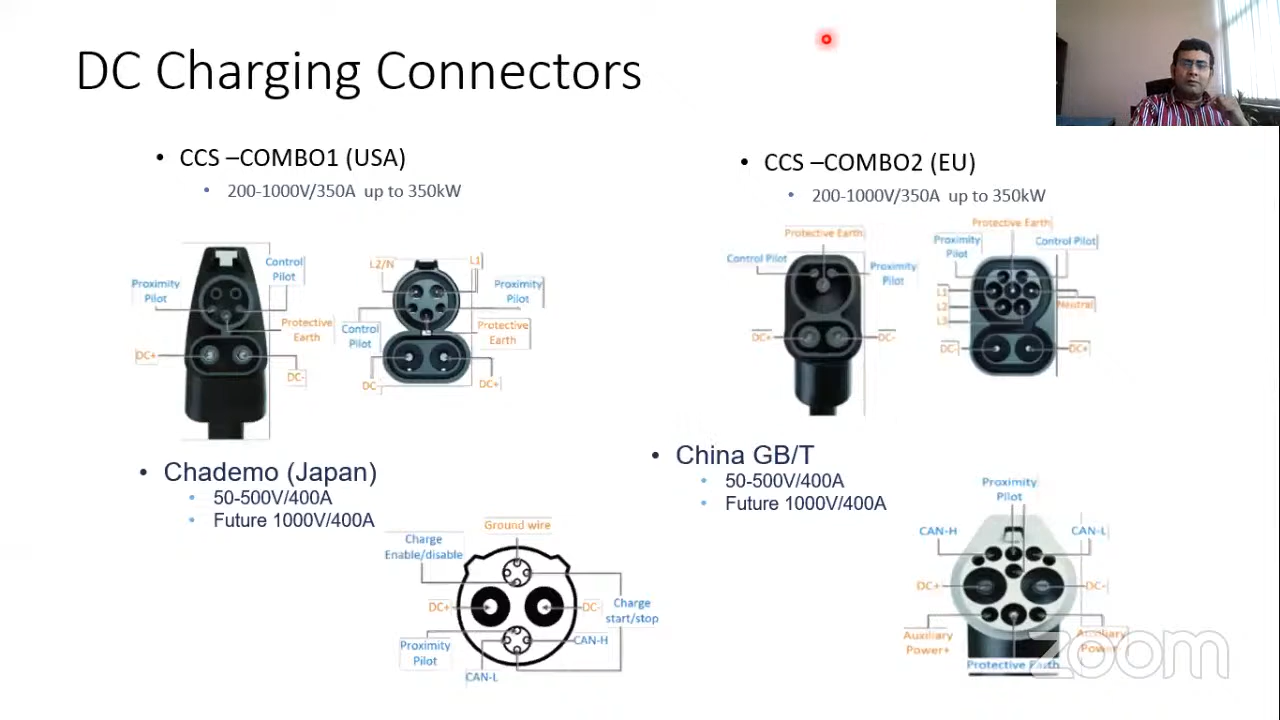 DC Charging Connectors
• CCS –COMBO1 (USA)
• 200-1000V/350A up to 350kW
Control
Pilot
Proximity
Pilot
Protective
Earth
DC+
DC-
L2/N
L1
Proximity
Pilot
Control
Pilot
Protective
Earth
DC
DC+
• CCS –COMBO2 (EU)
• 200-1000V/350A up to 350kW
Protective Earth
Control Pilot
Proximity
Pilot
DC+
DC-
Protective Earth
Proximity
Pilot
Control Pilot
L1
L2
L3
Neutral
DC-
DC+
• Chademo (Japan)
• 50-500V/400A
• Future 1000V/400A
Ground wire
Charge
Enable/disable
DC+
DC-
Charge
start/stop
Proximity
Pilot
CAN-H
CAN-L
• China GB/T
• 50-500V/400A
• Future 1000V/400A
Proximity
Pilot
CAN-H
CAN-L
DC+
DC-
Auxiliary
Power+
Auxiliary
Power-
Protective Earth
zoom